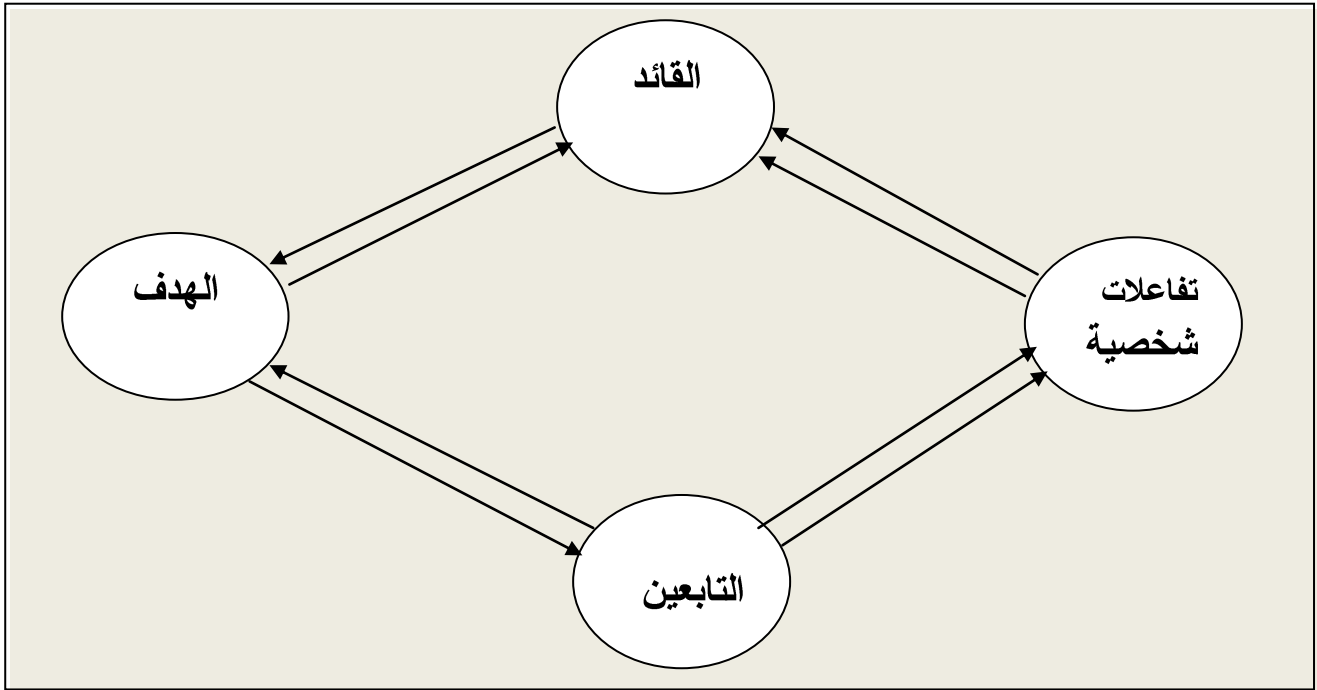 القائد
تفاعلات
شخصية
الهدف
التابعين